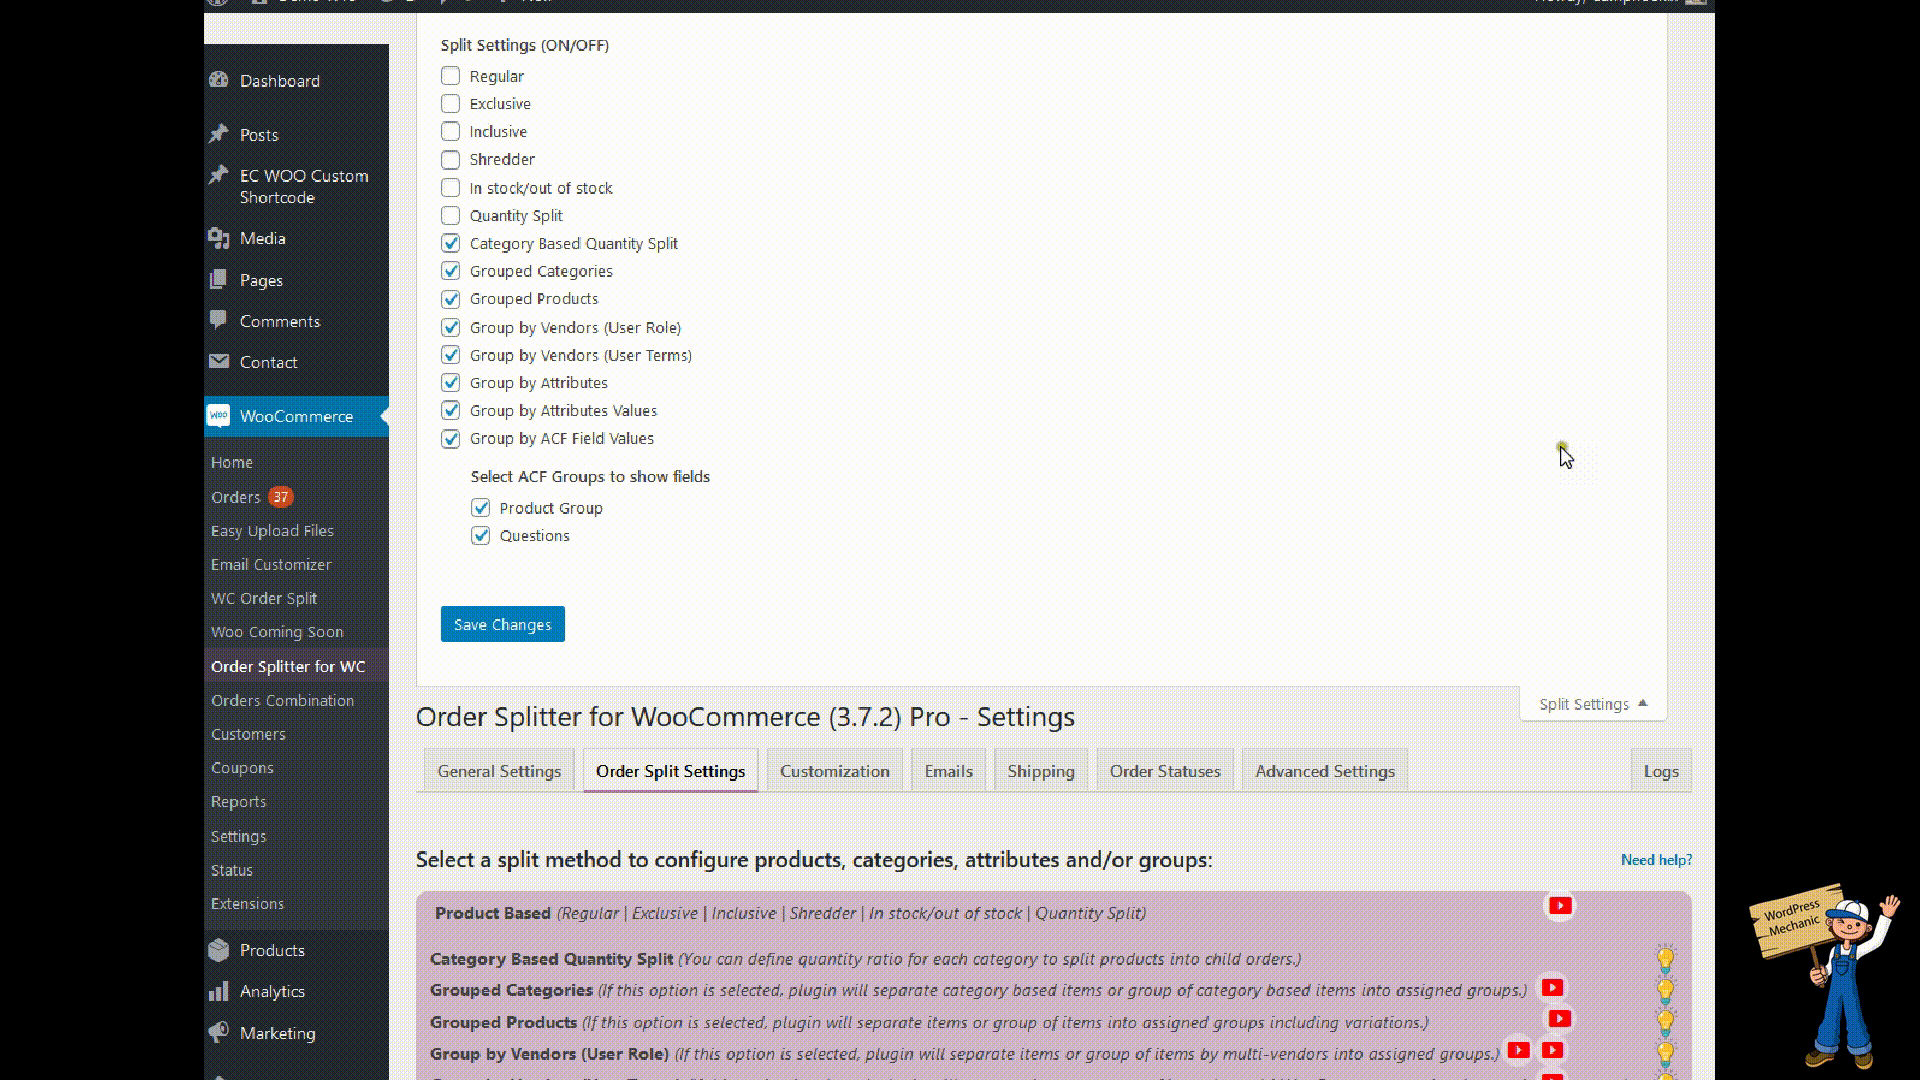 Split Settings (ON/OFF)
Regular
Exclusive
Inclusive
Shredder
In stock/out of stock
Quantity Split
Category Based Quantity Split
Grouped Categories
Grouped Products
Group by Vendors (User Role)
Group by Vendors (User Terms)
Group by Attributes
Group by Attributes Values
Group by ACF Field Values
Select ACF Groups to show fields
Product Group
Questions
Save Changes
Split Settings
Dashboard
Posts
EC WOO Custom
Shortcode
Media
Pages
Comments
Contact
WooCommerce
Home
Orders 37
Easy Upload Files
Email Customizer
WC Order Split
Woo Coming Soon
Order Splitter for WC
Orders Combination
Customers
Coupons
Reports
Settings
Status
Extensions
Products
Analytics
Marketing
Order Splitter for WooCommerce (3.7.2) Pro - Settings
General Settings
Order Split Settings
Customization
Emails
Shipping
Order Statuses
Advanced Settings
Logs
Select a split method to configure products, categories, attributes and/or groups:
Need help?
Product Based (Regular | Exclusive | Inclusive | Shredder | In stock/out of stock | Quantity Split)
Category Based Quantity Split (You can define quantity ratio for each category to split products into child orders.)
Grouped Categories (If this option is selected, plugin will separate category based items or group of category based items into assigned groups.)
Grouped Products (If this option is selected, plugin will separate items or group of items into assigned groups including variations.)
Group by Vendors (User Role) (If this option is selected, plugin will separate items or group of items by multi-vendors into assigned groups.)
WordPress
Mechanic